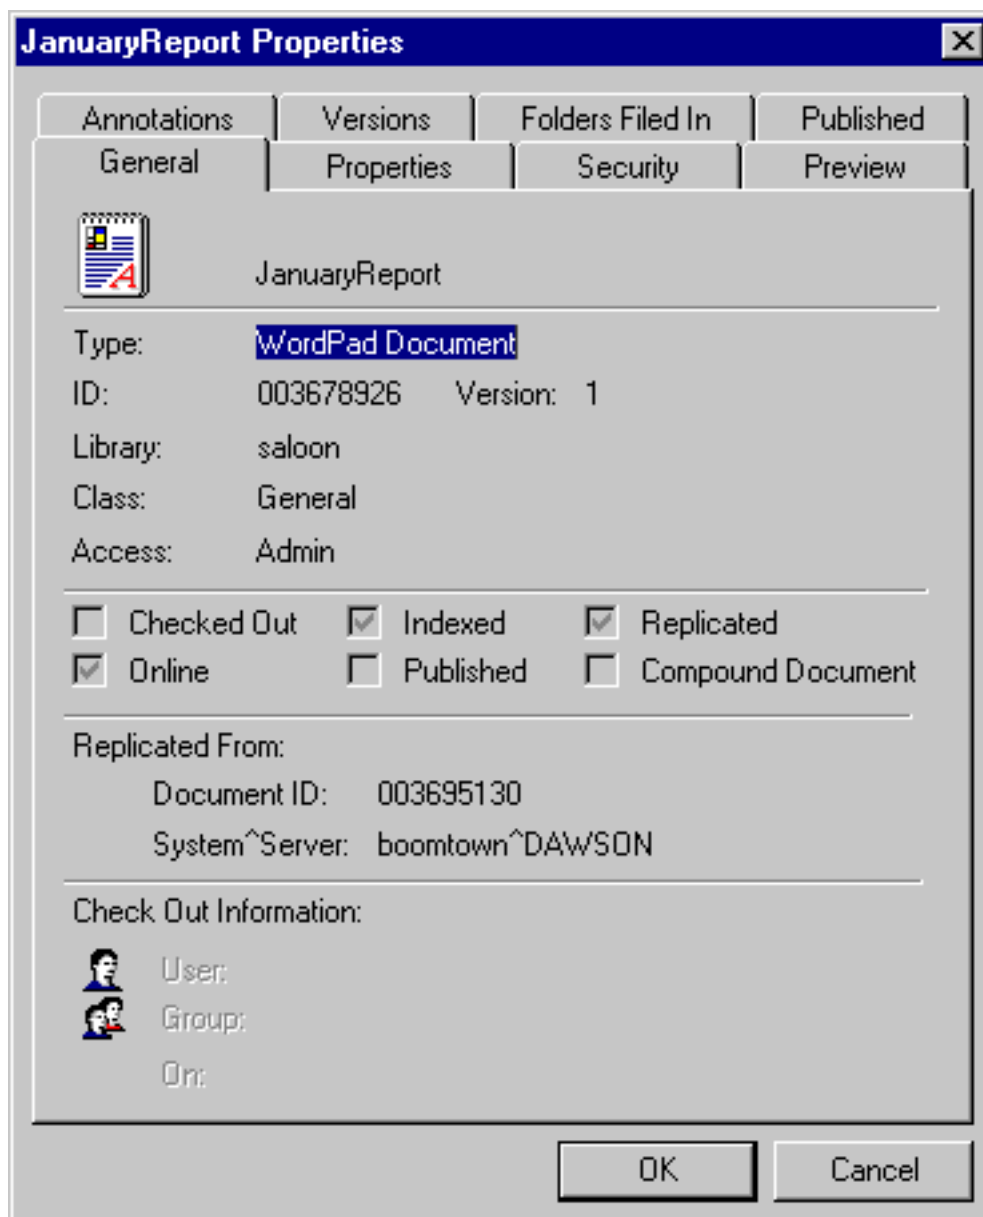 JanuaryReport Properties
Annotations Versions Folders Filed In Published
General Properties Security Preview
JanuaryReport
Type: WordPad Document
ID: 003678926 Version: 1
Library: saloon
Class: General
Access: Admin
Checked Out Indexed Replicated
Online Published Compound Document
Replicated From:
Document ID: 003695130
System^Server: boomtown^DAWSON
Check Out Information:
User:
Group:
On:
OK Cancel